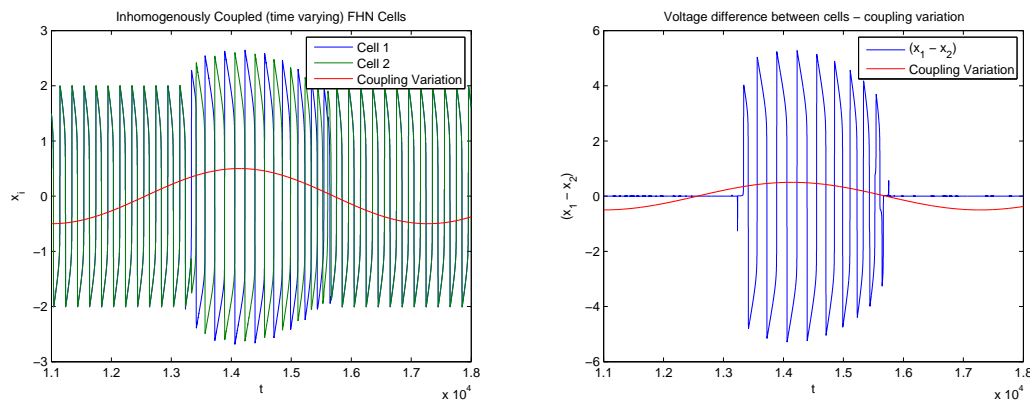 Inhomogenously Coupled (time varying) FHN Cells
3
2
1
0
−1
−2
−3
x_i
Cell 1
Cell 2
Coupling Variation
1.1 1.2 1.3 1.4 1.5 1.6 1.7 1.8
t
x 10^4
Voltage difference between cells − coupling variation
6
4
2
0
−2
−4
−6
(x_1 − x_2)
(x_1 − x_2)
Coupling Variation
1.1 1.2 1.3 1.4 1.5 1.6 1.7 1.8
t
x 10^4